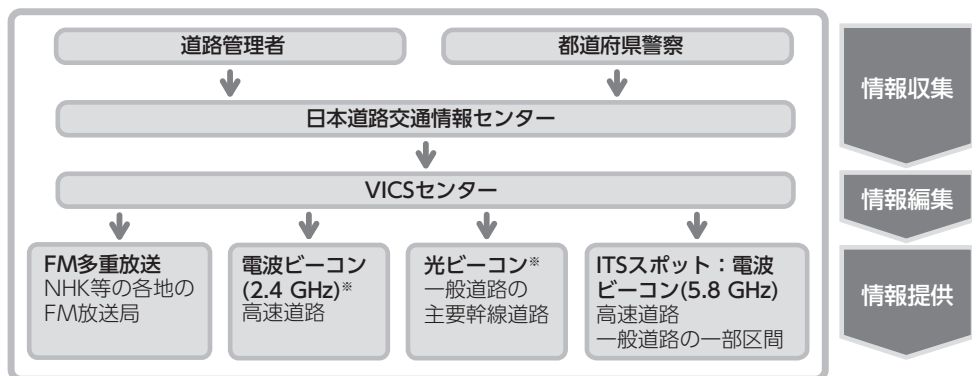 道路管理者
都道府県警察
日本道路交通情報センター
VICSセンター
FM多重放送
NHK等の各地の
FM放送局
電波ビーコン
(2.4 GHz)※
高速道路
光ビーコン※
一般道路の
主要幹線道路
ITSスポット：電波
ビーコン(5.8 GHz)
高速道路
一般道路の一部区間
情報収集
情報編集
情報提供